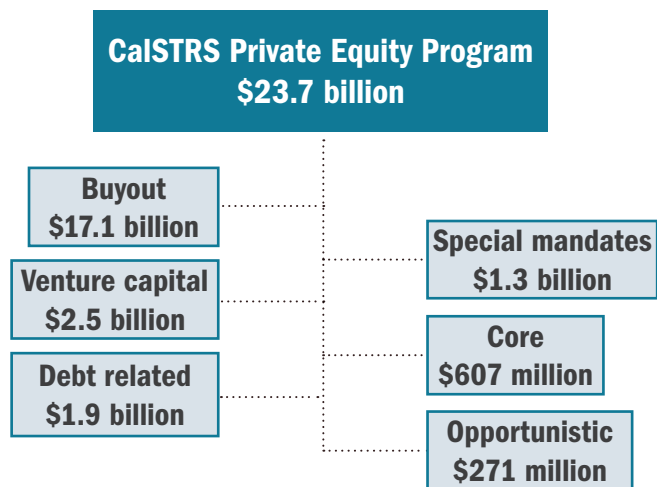 CalSTRS Private Equity Program
$23.7 billion
Buyout
$17.1 billion
Venture capital
$2.5 billion
Debt related
$1.9 billion
Special mandates
$1.3 billion
Core
$607 million
Opportunistic
$271 million